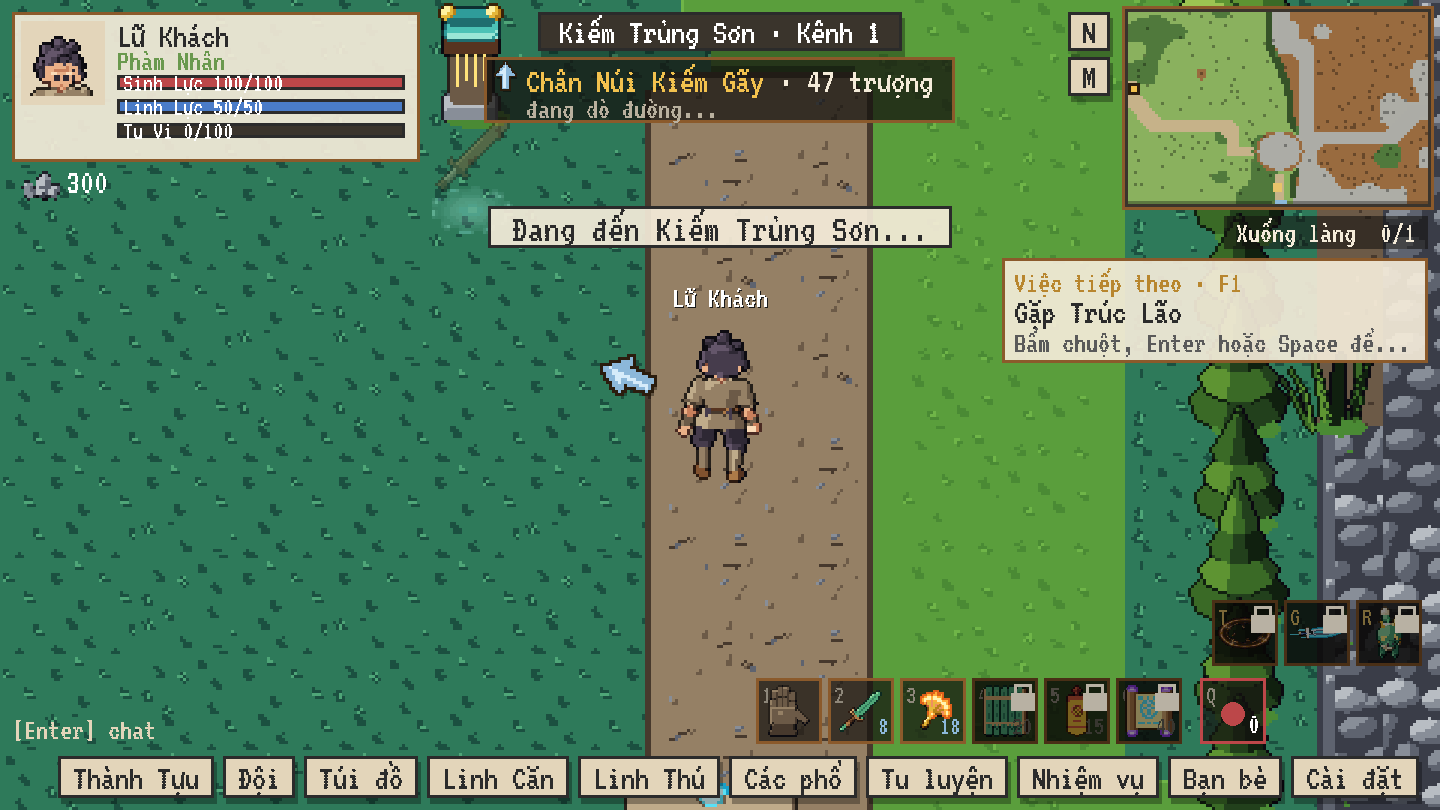 Lữ Khách
Phàm Nhân
Sinh Lực 100/100
Linh Lực 50/50
Tu Vi 0/100
300
Kiếm Trủng Sơn · Kênh 1
Chân Núi Kiếm Gãy · 47 trượng
đang dò đường...
N
M
Đang đến Kiếm Trủng Sơn...
Xuống làng 0/1
Việc tiếp theo · F1
Gặp Trúc Lão
Bấm chuột, Enter hoặc Space để...
Lữ Khách
T
G
R
1
2
8
3
18
5
15
Q
0
[Enter] chat
Thành Tựu
Đội
Túi đồ
Linh Căn
Linh Thú
Các phổ
Tu luyện
Nhiệm vụ
Bạn bè
Cài đặt